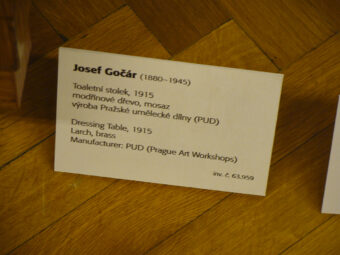 Josef Gočár (1880–1945)
Toaletní stolek, 1915
modřínové dřevo, mosaz
výroba Pražské umělecké dílny (PUD)
Dressing Table, 1915
Larch, brass
Manufacturer: PUD (Prague Art Workshops)
inv. č. 63.959